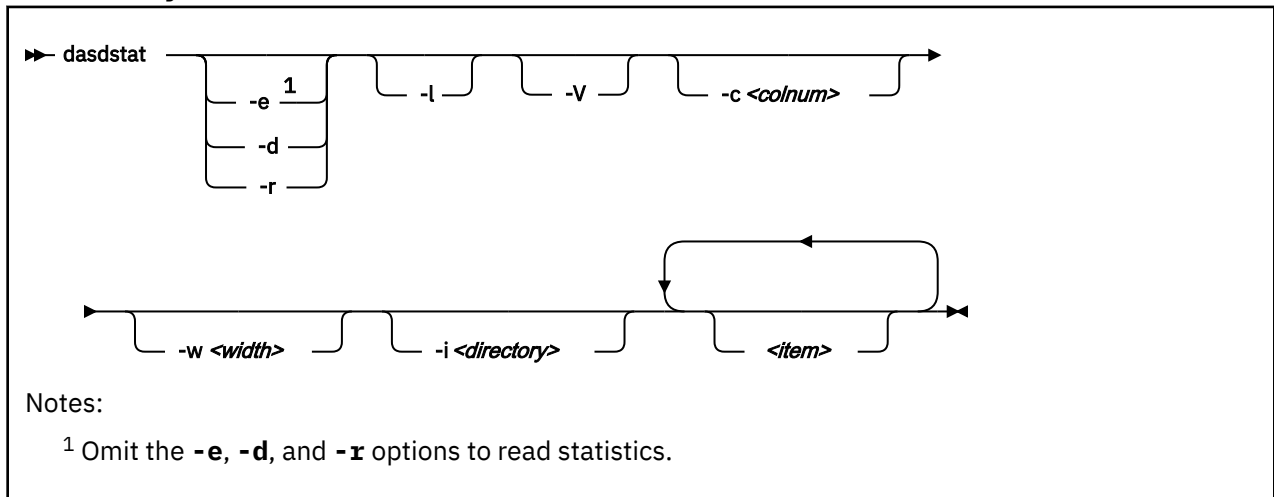 dasdstat
-e 1
-d
-r
-l
-V
-c <colnum>
-w <width>
-i <directory>
<item>
Notes:
1 Omit the -e, -d, and -r options to read statistics.